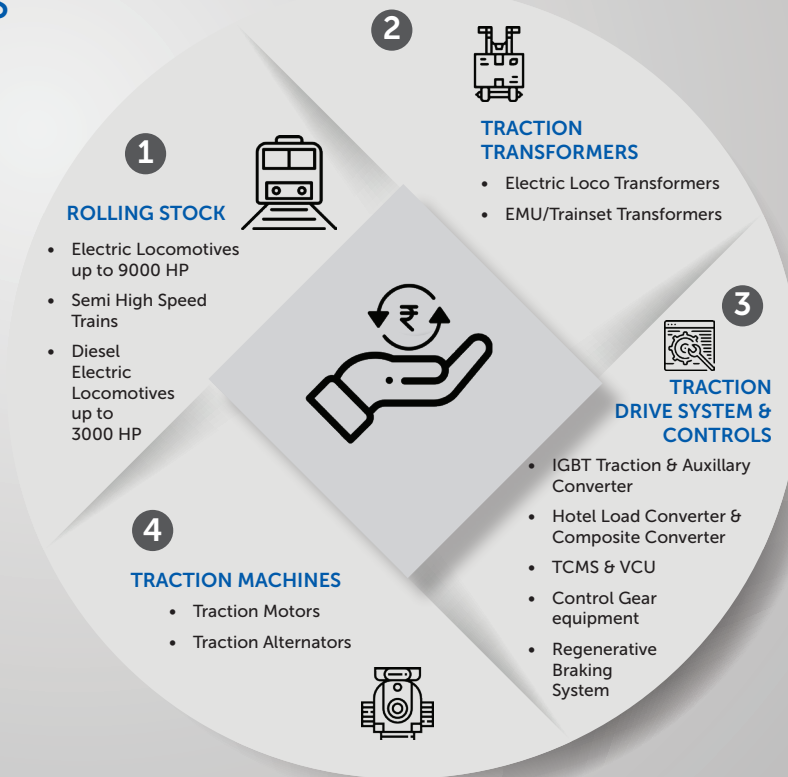 S
1
ROLLING STOCK
• Electric Locomotives
up to 9000 HP
• Semi High Speed
Trains
• Diesel
Electric
Locomotives
up to
3000 HP
2
TRACTION
TRANSFORMERS
• Electric Loco Transformers
• EMU/Trainset Transformers
₹
3
TRACTION
DRIVE SYSTEM &
CONTROLS
• IGBT Traction & Auxillary
Converter
• Hotel Load Converter &
Composite Converter
• TCMS & VCU
• Control Gear
equipment
• Regenerative
Braking
System
4
TRACTION MACHINES
• Traction Motors
• Traction Alternators